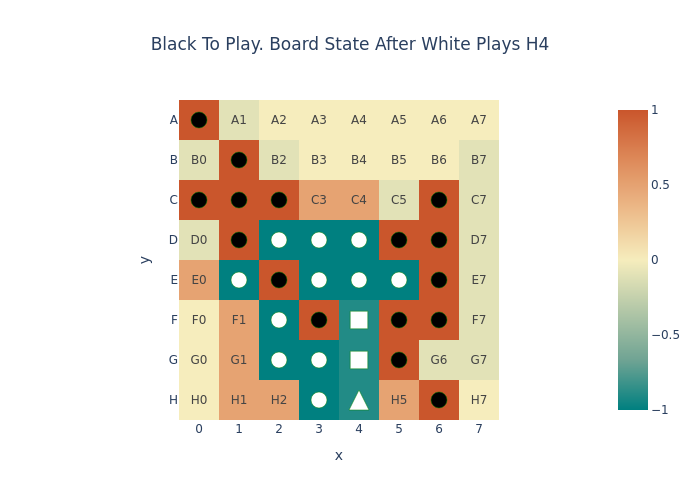 Black To Play. Board State After White Plays H4
A A1 A2 A3 A4 A5 A6 A7
B B0 B2 B3 B4 B5 B6 B7
C C3 C4 C5 C7
D D0 D7
E E0 E7
F F0 F1 F7
G G0 G1 G6 G7
H H0 H1 H2 H5 H7
0 1 2 3 4 5 6 7
x
y
1
0.5
0
−0.5
−1